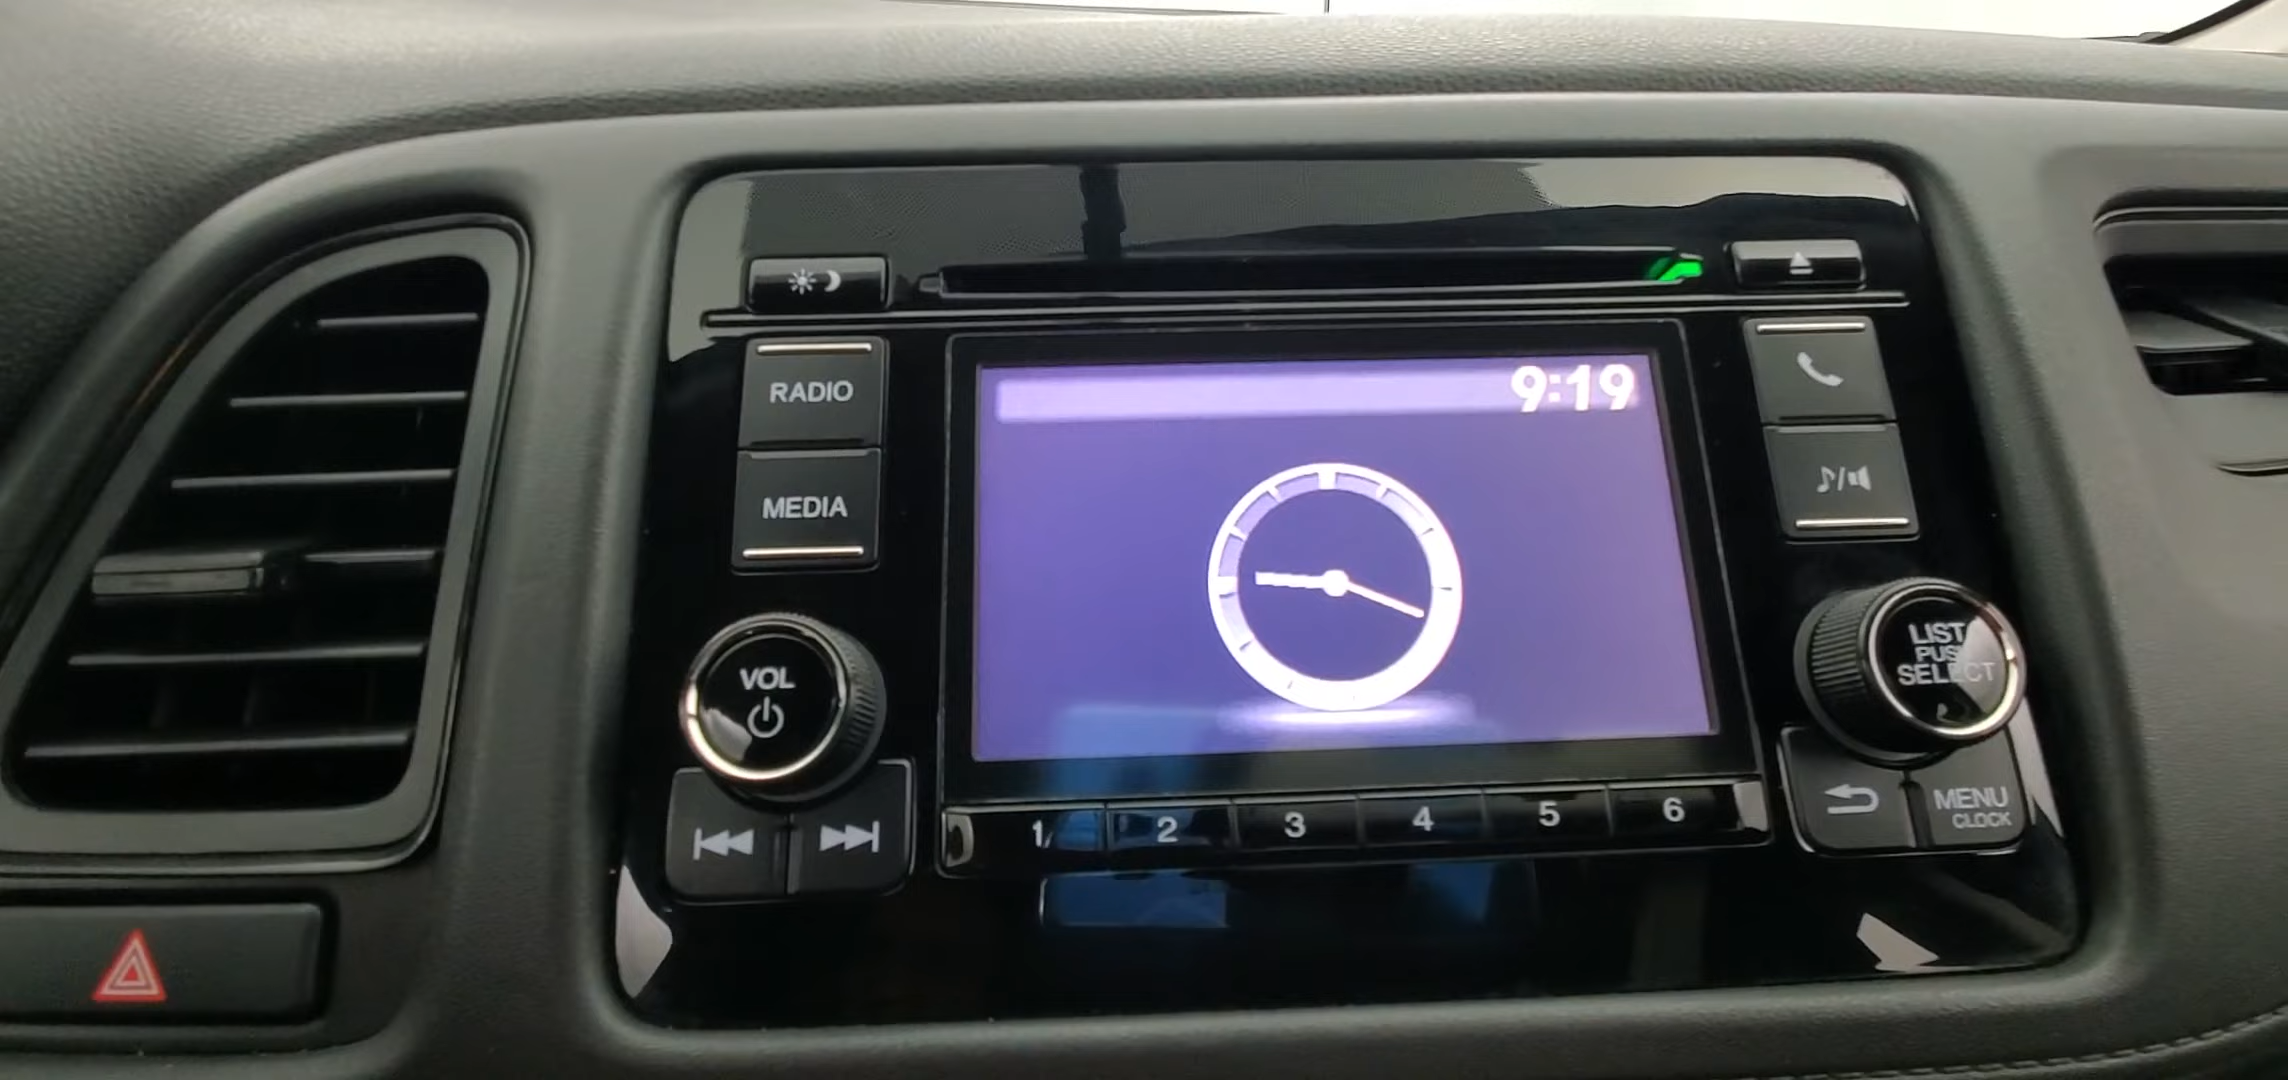 RADIO
9:19
MEDIA
VOL
LIST
PUSH
SELECT
1 2 3 4 5 6
MENU
CLOCK